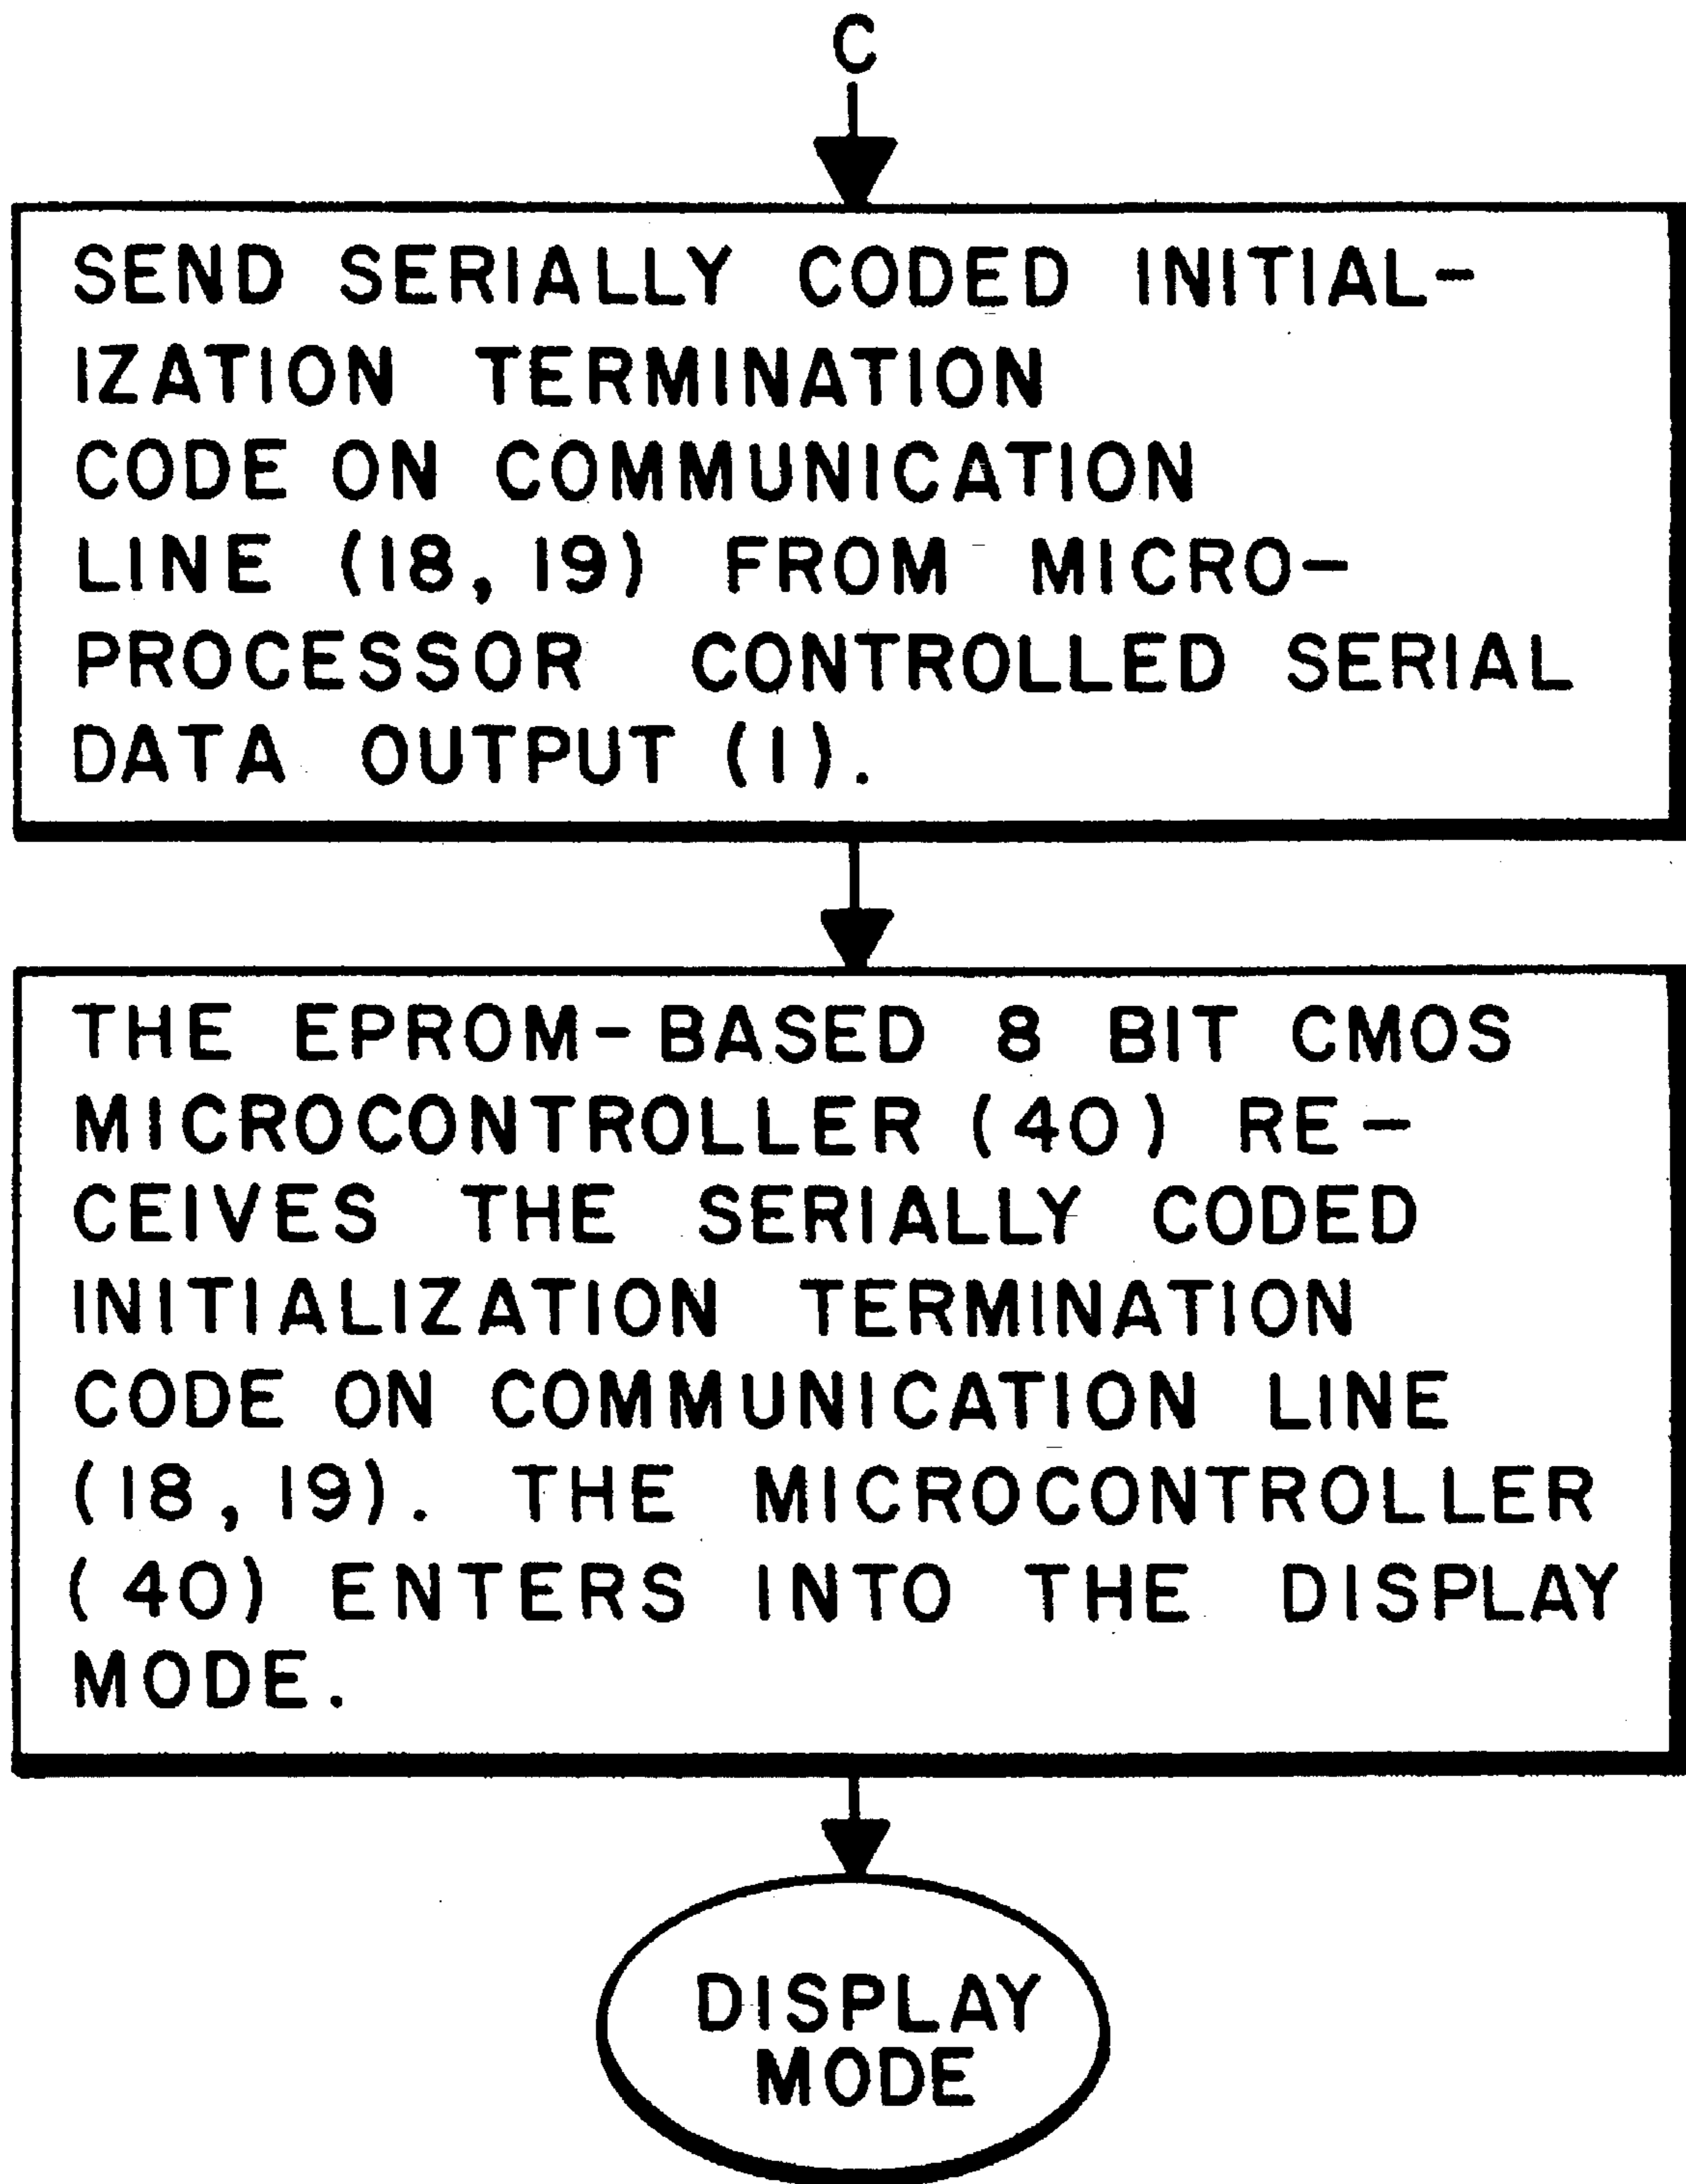 C
SEND SERIALLY CODED INITIAL-
IZATION TERMINATION
CODE ON COMMUNICATION
LINE (18, 19) FROM MICRO-
PROCESSOR CONTROLLED SERIAL
DATA OUTPUT (1).
THE EPROM-BASED 8 BIT CMOS
MICROCONTROLLER (40) RE-
CEIVES THE SERIALLY CODED
INITIALIZATION TERMINATION
CODE ON COMMUNICATION LINE
(18, 19). THE MICROCONTROLLER
(40) ENTERS INTO THE DISPLAY
MODE.
DISPLAY
MODE